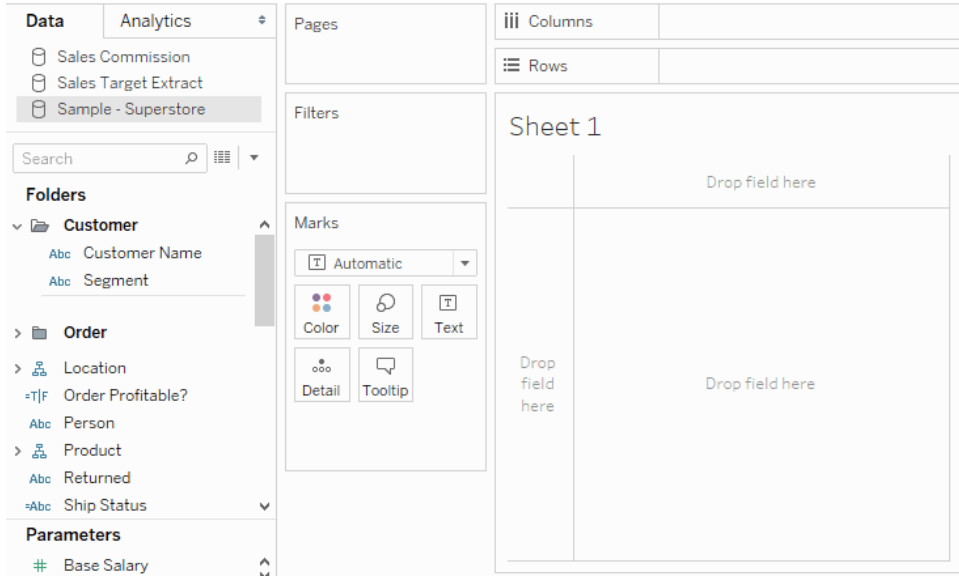 Data Analytics
Sales Commission
Sales Target Extract
Sample - Superstore
Search
Folders
Customer
Abc Customer Name
Abc Segment
Order
Location
=T|F Order Profitable?
Abc Person
Product
Abc Returned
=Abc Ship Status
Parameters
# Base Salary
Pages
Filters
Marks
T Automatic
Color Size T Text
Detail Tooltip
iii Columns
Rows
Sheet 1
Drop field here
Drop
field
here
Drop field here